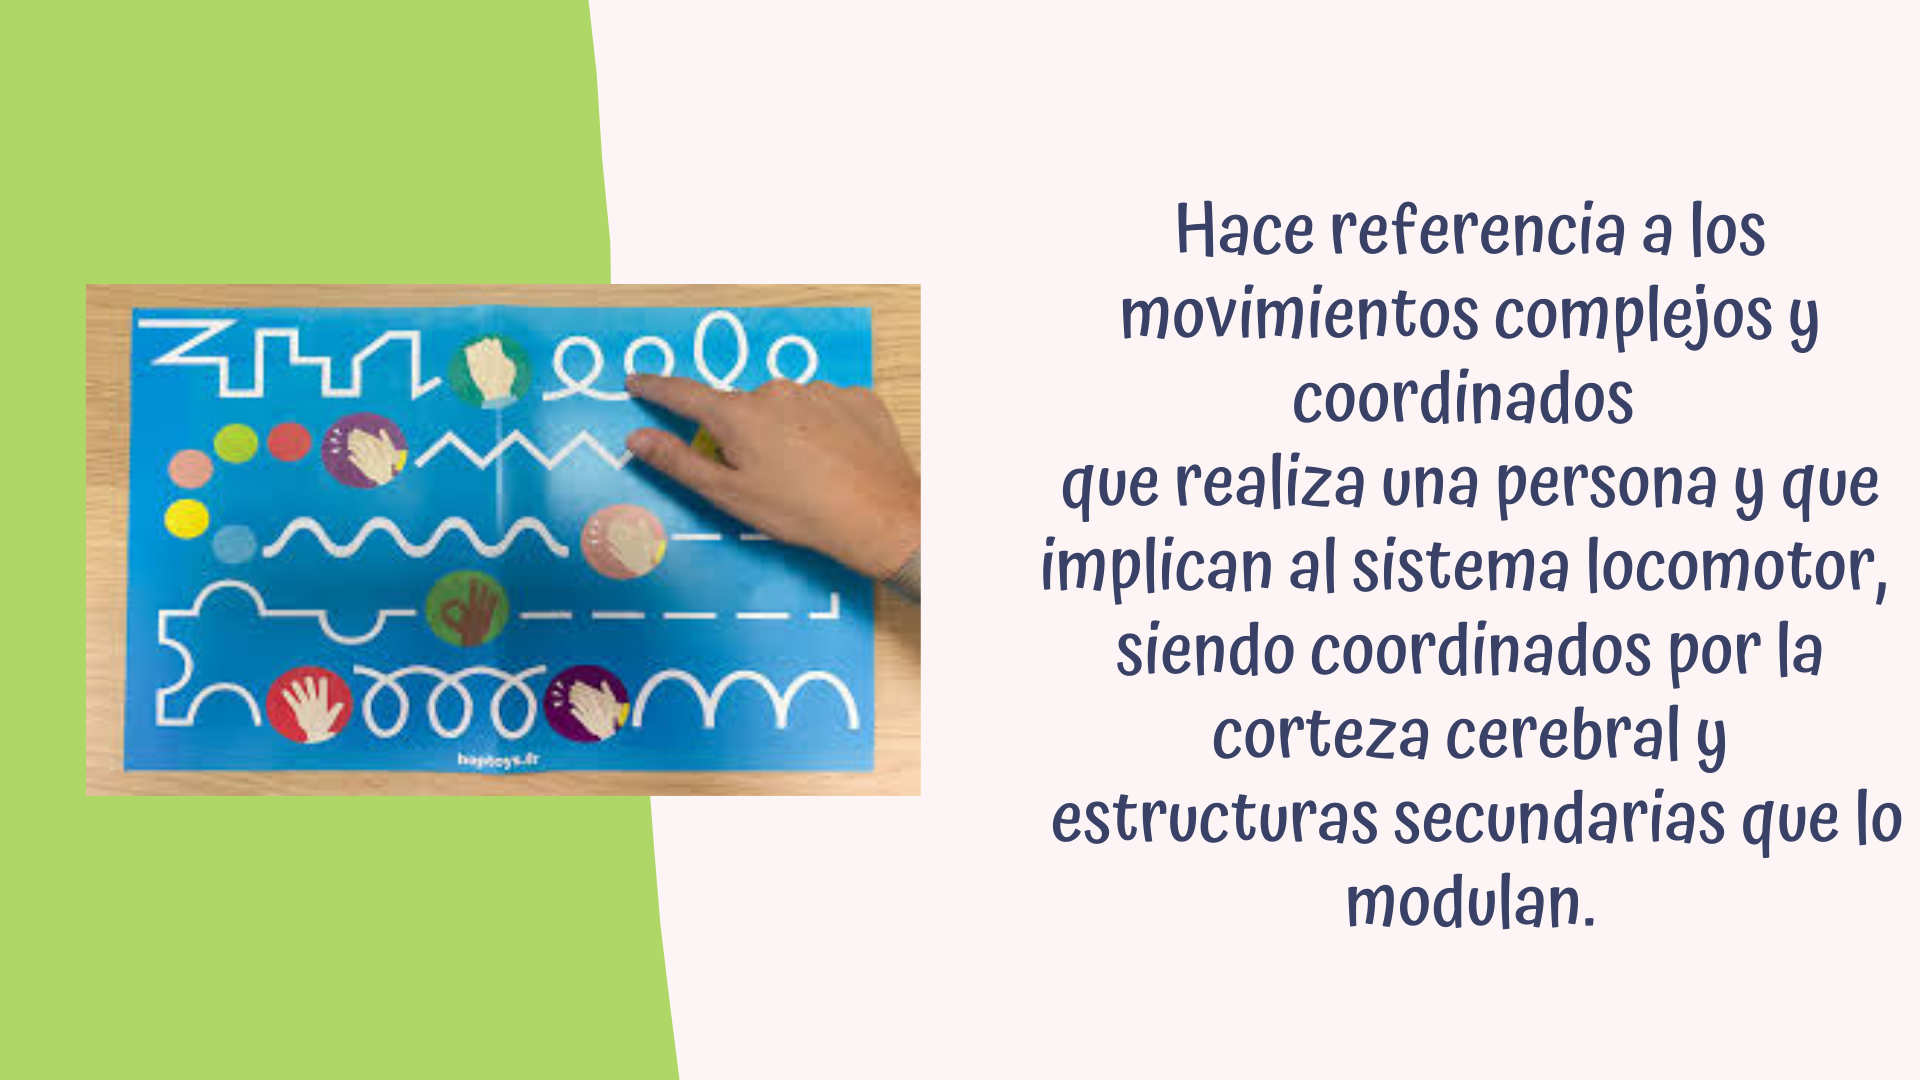 Hace referencia a los
movimientos complejos y
coordinados
que realiza una persona y que
implican al sistema locomotor,
siendo coordinados por la
corteza cerebral y
estructuras secundarias que lo
modulan.
hoptoys.fr